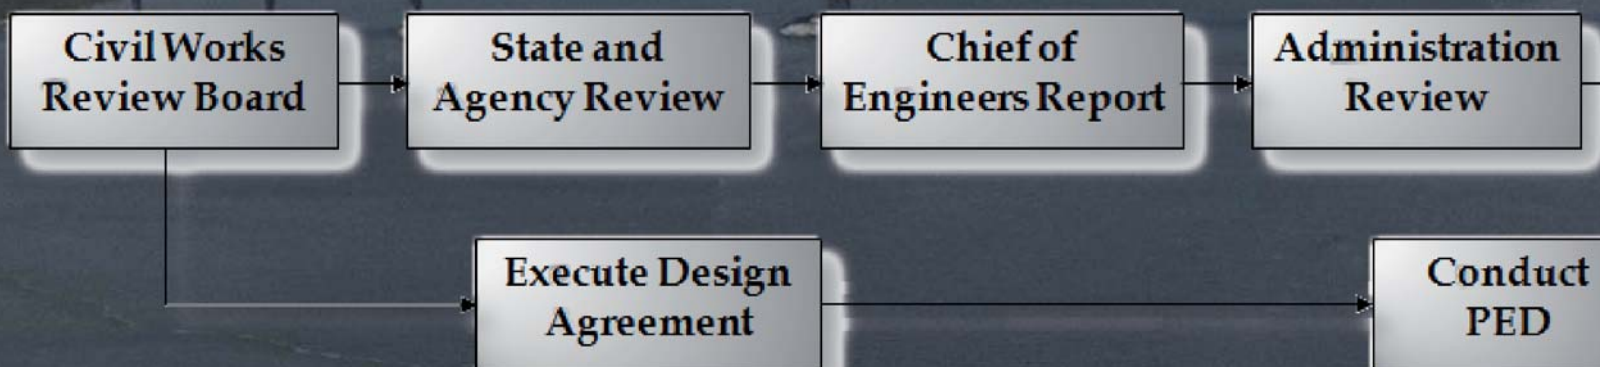 Civil Works
Review Board
State and
Agency Review
Chief of
Engineers Report
Administration
Review
Execute Design
Agreement
Conduct
PED